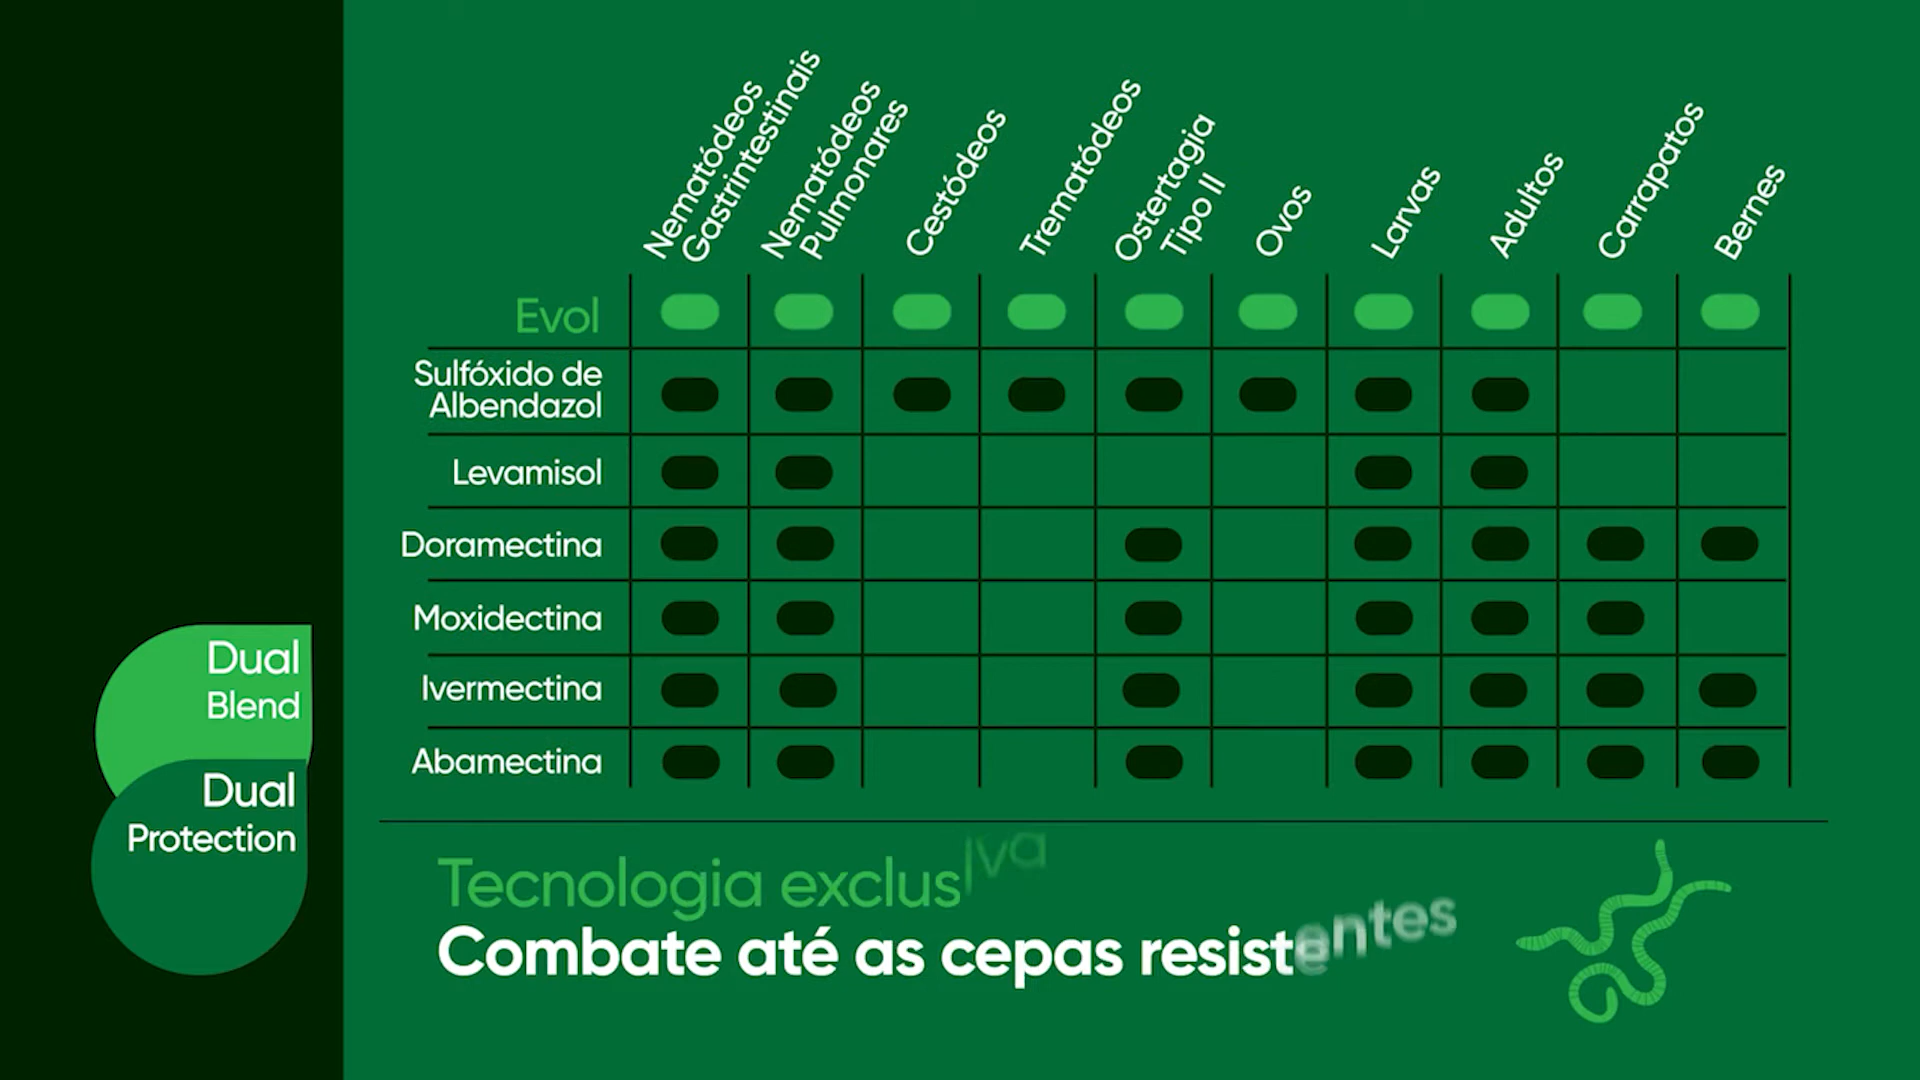 Nematódeos
Gastrintestinais
Nematódeos
Pulmonares
Cestódeos
Trematódeos
Ostertagia
Tipo II
Ovos
Larvas
Adultos
Carrapatos
Bernes
Evol
Sulfóxido de
Albendazol
Levamisol
Doramectina
Moxidectina
Ivermectina
Abamectina
Dual
Blend
Dual
Protection
Tecnologia exclusiva
Combate até as cepas resistentes